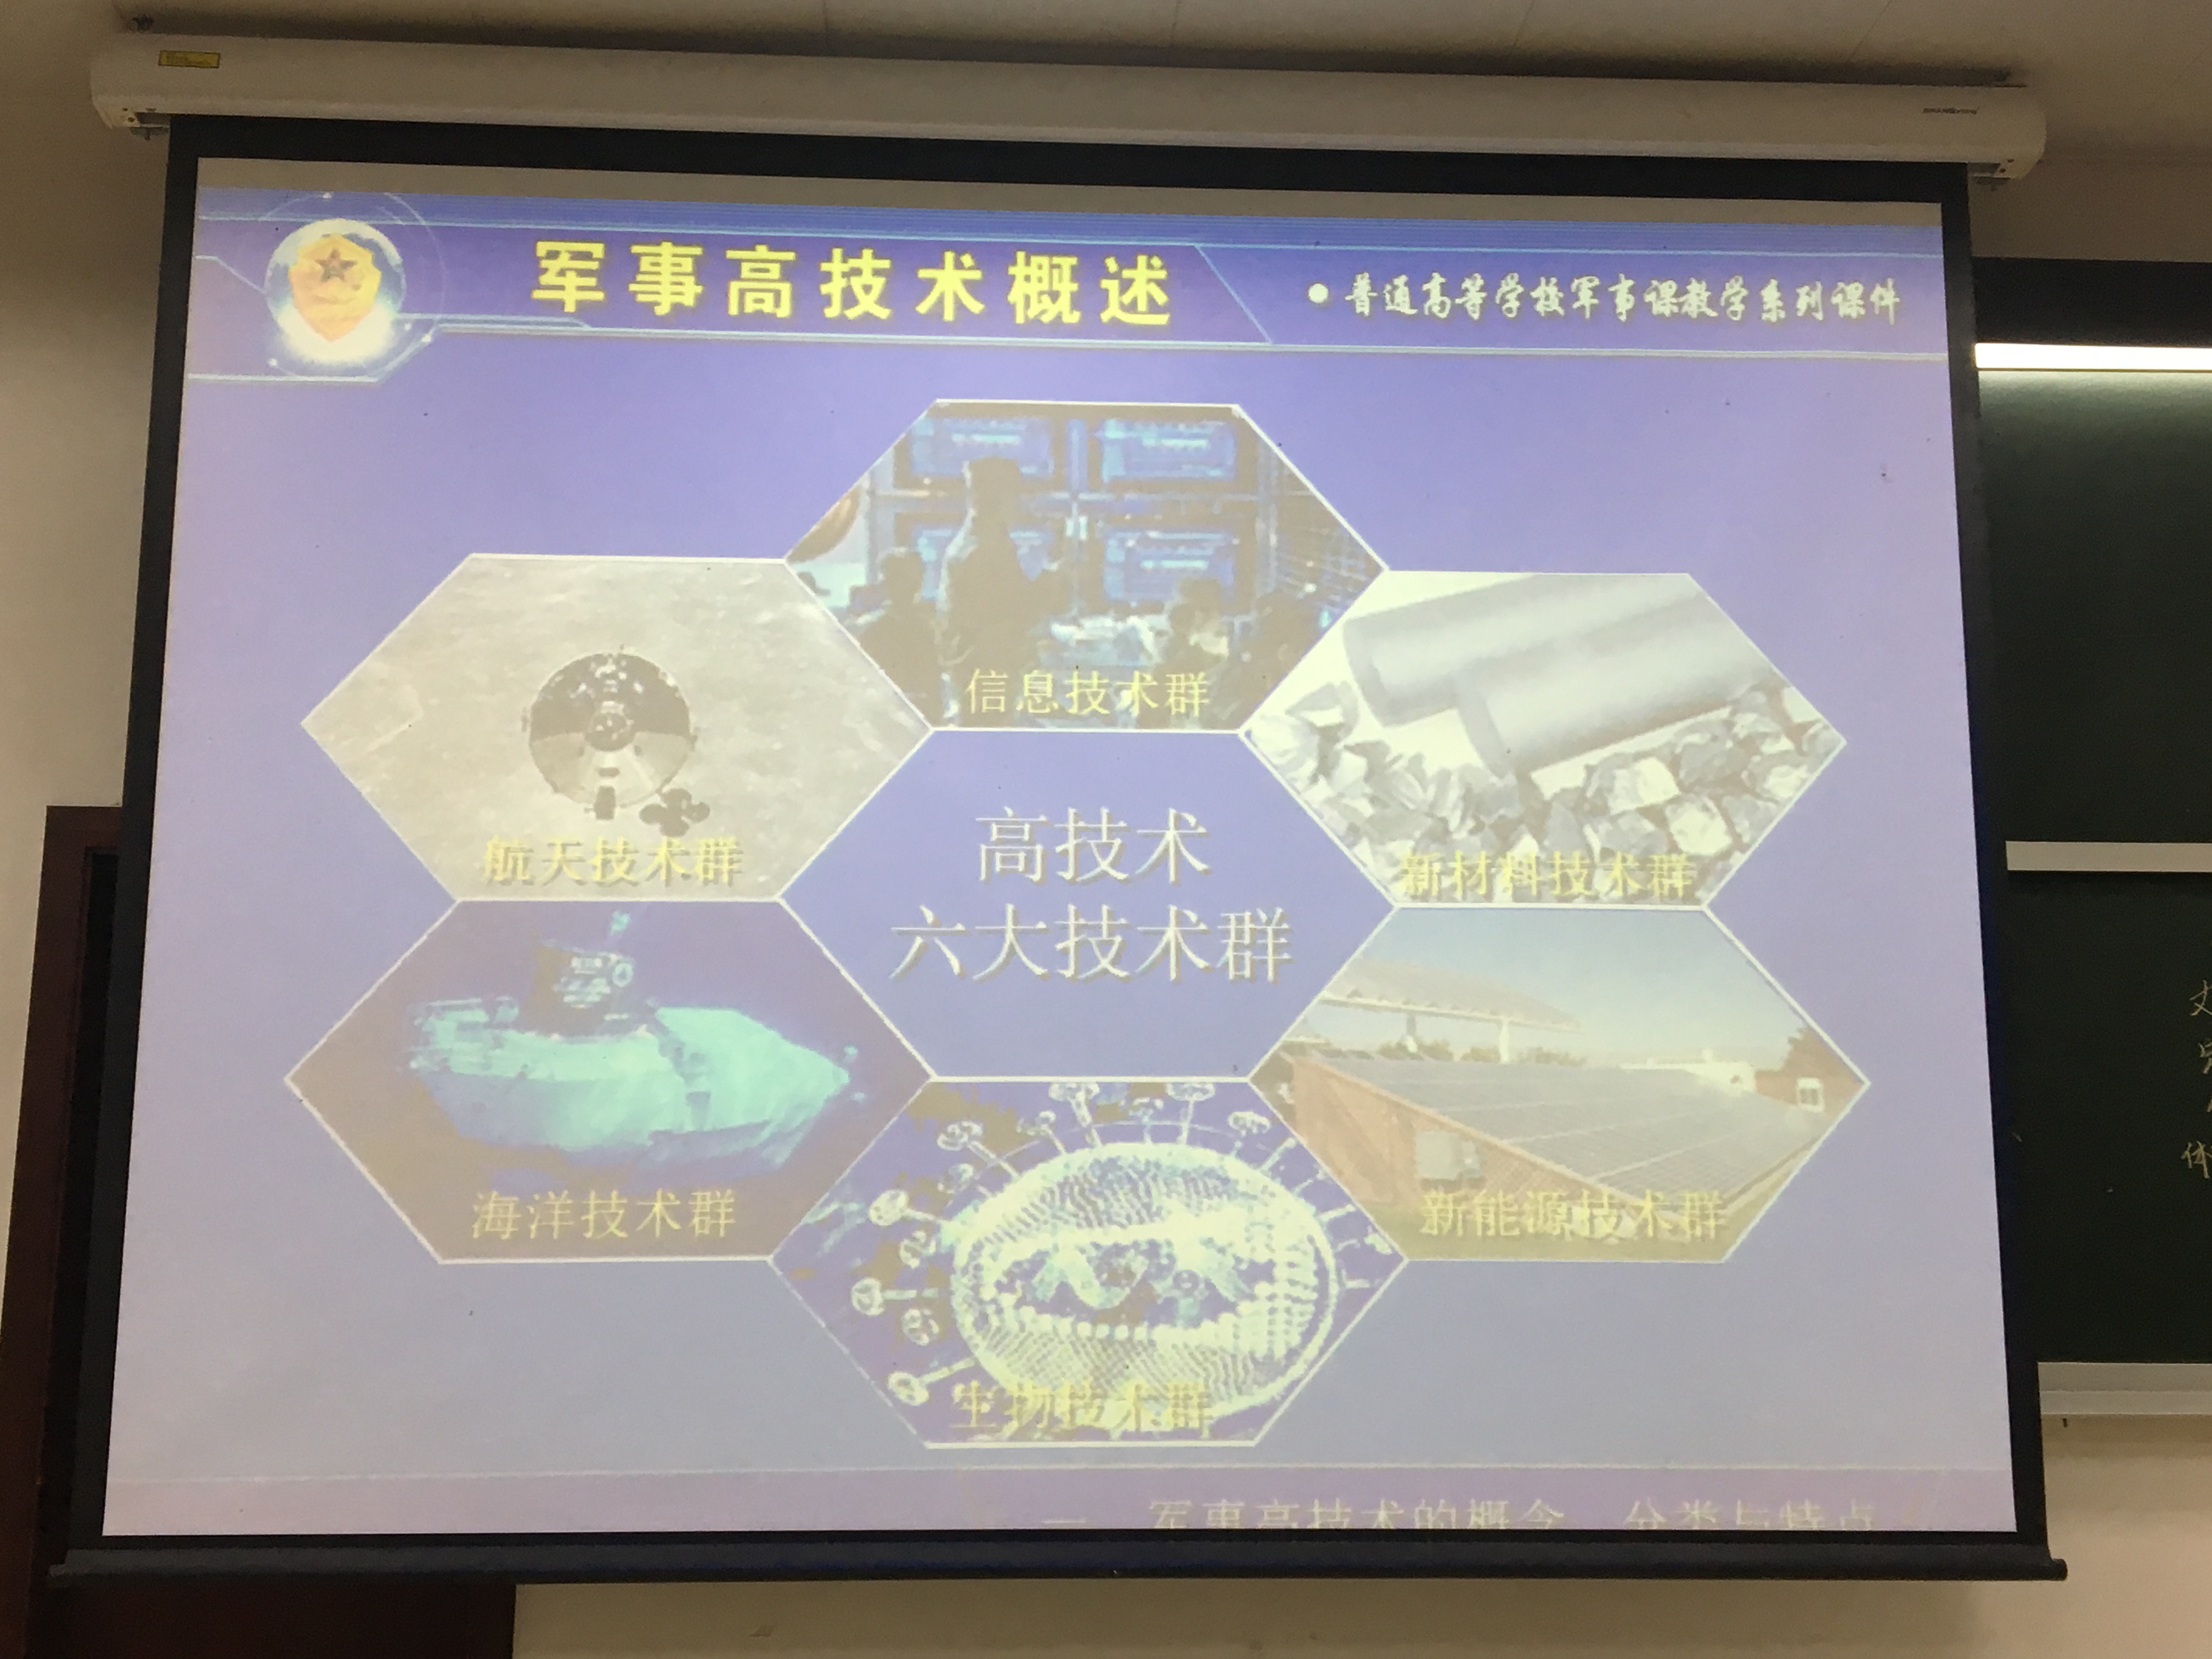 军事高技术概述
●普通高等学校军事课教学系列课件
信息技术群
航天技术群
新材料技术群
高技术
六大技术群
海洋技术群
新能源技术群
生物技术群
一 军事高技术的概念 分类与特点
体